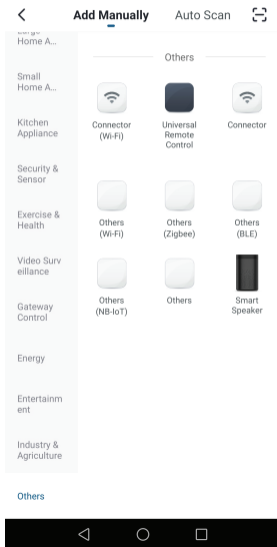 Add Manually
Auto Scan
Home A...
Small
Home A...
Kitchen
Appliance
Security &
Sensor
Exercise &
Health
Video Surv
eillance
Gateway
Control
Energy
Entertainm
ent
Industry &
Agriculture
Others
Others
Connector
(Wi-Fi)
Universal
Remote
Control
Connector
Others
(Wi-Fi)
Others
(Zigbee)
Others
(BLE)
Others
(NB-IoT)
Others
Smart
Speaker